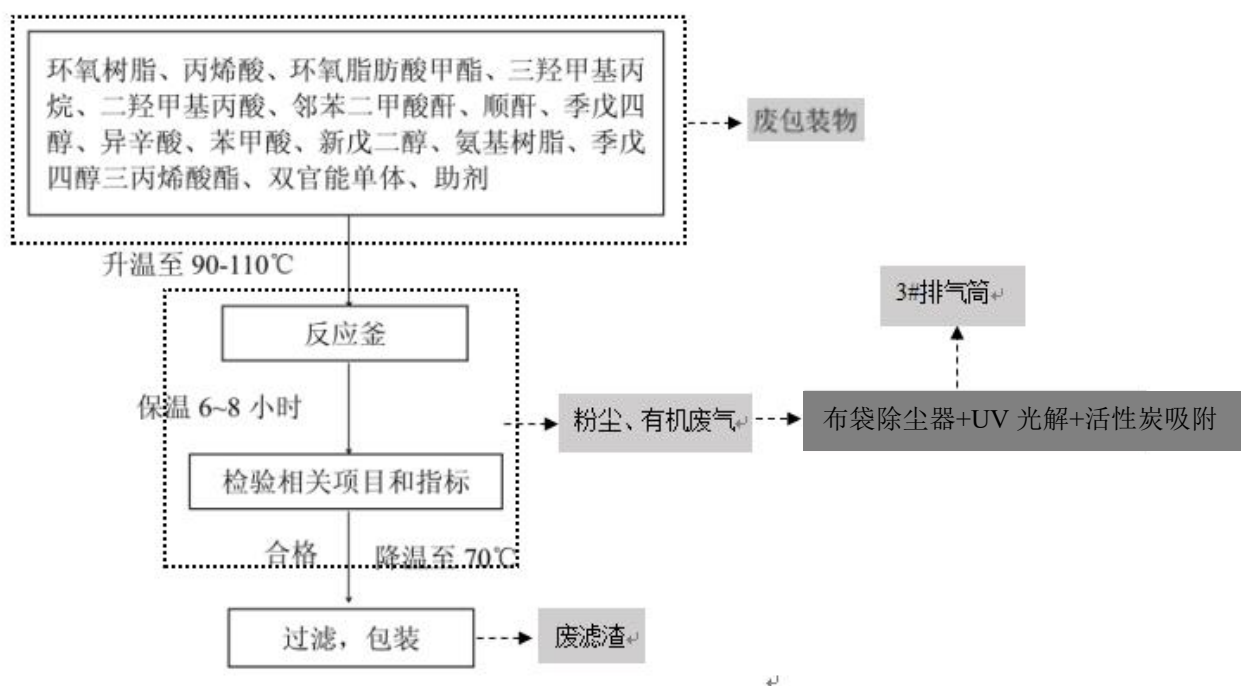 环氧树脂、丙烯酸、环氧脂肪酸甲酯、三羟甲基丙
烷、二羟甲基丙酸、邻苯二甲酸酐、顺酐、季戊四
醇、异辛酸、苯甲酸、新戊二醇、氨基树脂、季戊
四醇三丙烯酸酯、双官能单体、助剂
废包装物
升温至 90-110℃
3#排气筒
反应釜
保温 6~8 小时
粉尘、有机废气
布袋除尘器+UV 光解+活性炭吸附
检验相关项目和指标
合格
降温至 70℃
过滤，包装
废滤渣